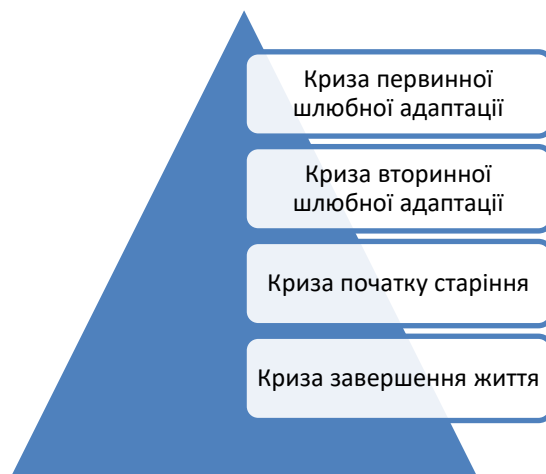 Криза первинної
шлюбної адаптації
Криза вторинної
шлюбної адаптації
Криза початку старіння
Криза завершення життя